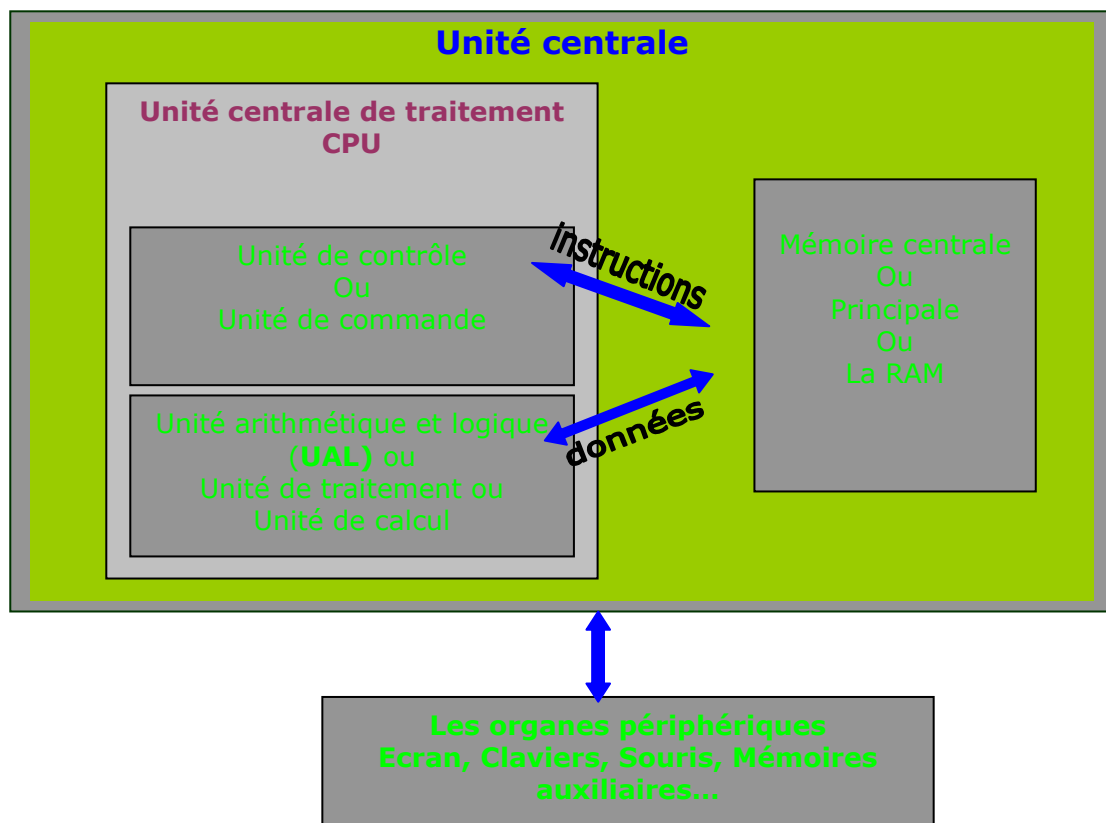 Unité centrale
Unité centrale de traitement
CPU
Unité de contrôle
Ou
Unité de commande
instructions
Mémoire centrale
Ou
Principale
Ou
La RAM
Unité arithmétique et logique
(UAL) ou
Unité de traitement ou
Unité de calcul
données
Les organes périphériques
Ecran, Claviers, Souris, Mémoires
auxiliaires...